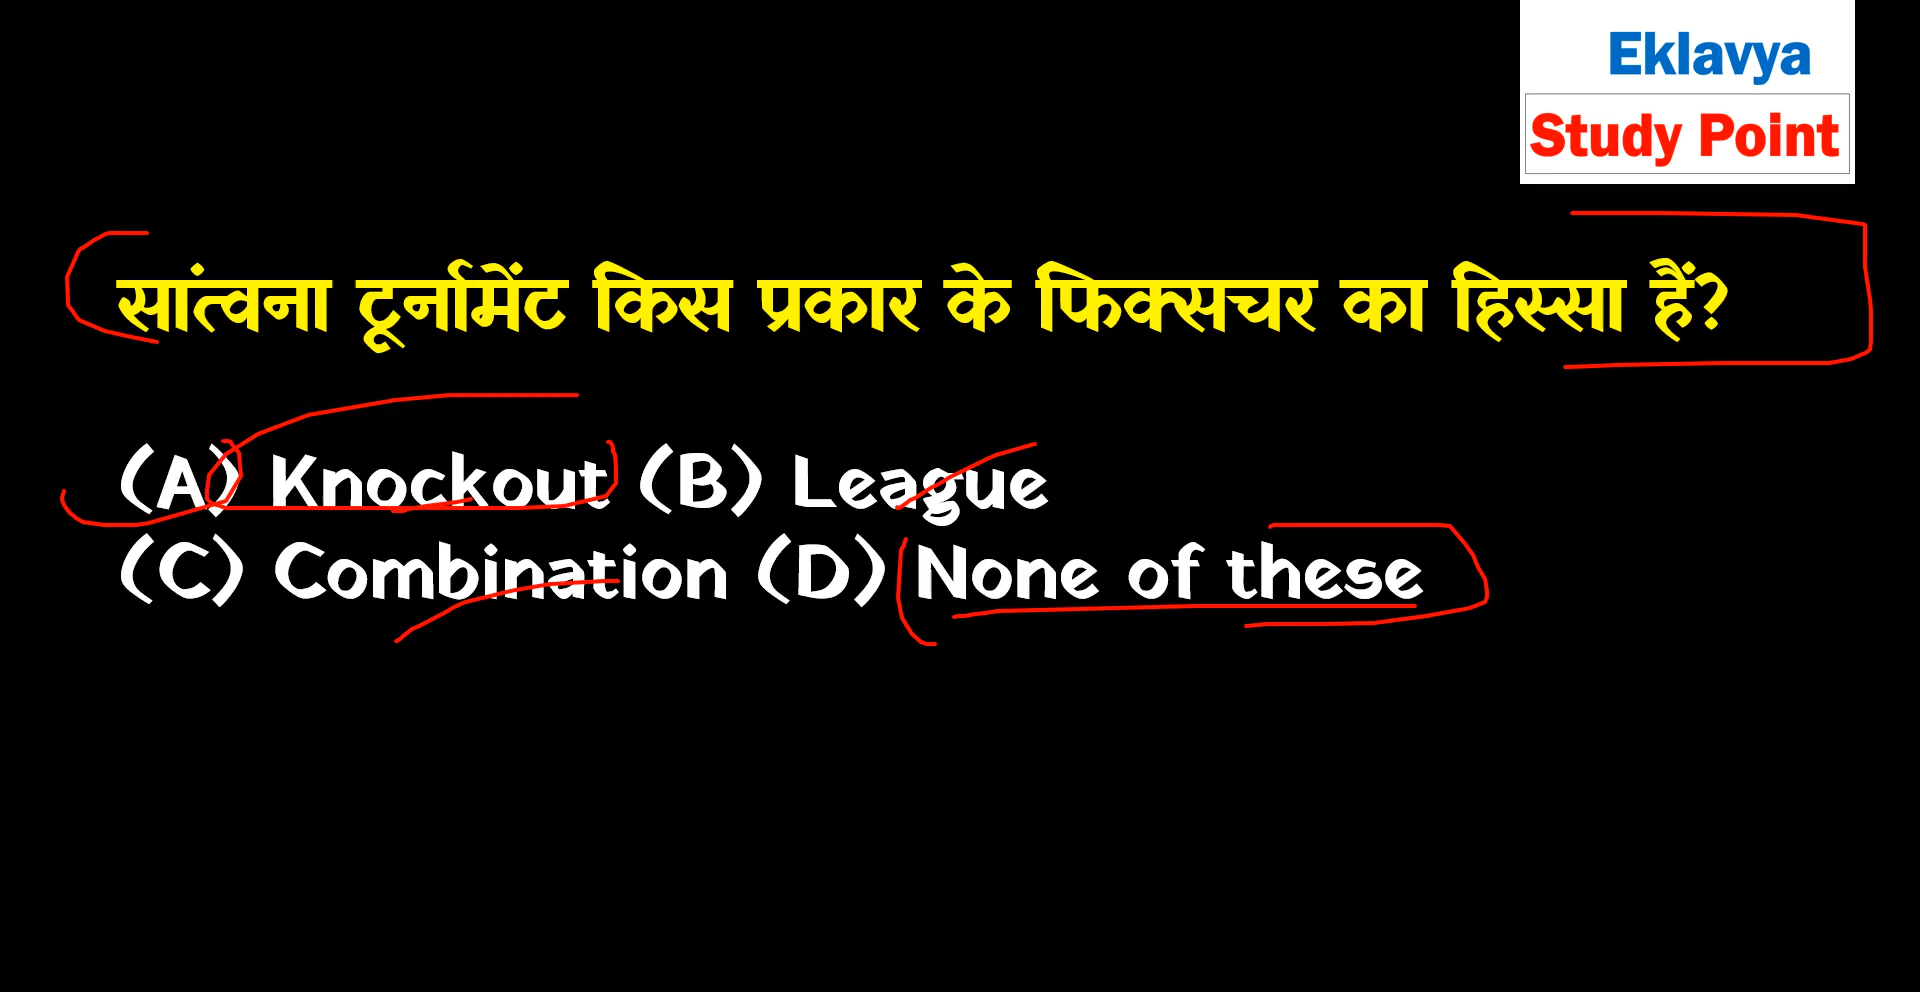 Eklavya
Study Point
सांत्वना टूर्नामेंट किस प्रकार के फिक्सचर का हिस्सा हैं?
(A) Knockout (B) League
(C) Combination (D) None of these